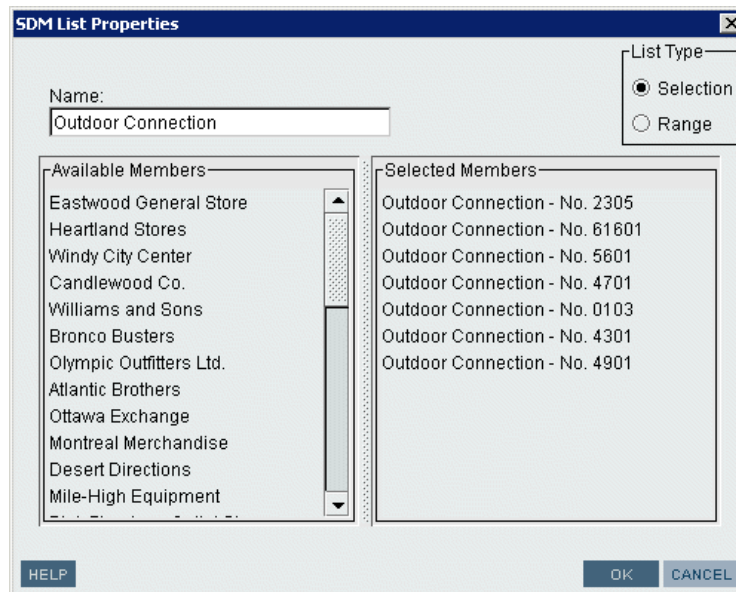 SDM List Properties
List Type
Selection
Range
Name:
Outdoor Connection
Available Members
Eastwood General Store
Heartland Stores
Windy City Center
Candlewood Co.
Williams and Sons
Bronco Busters
Olympic Outfitters Ltd.
Atlantic Brothers
Ottawa Exchange
Montreal Merchandise
Desert Directions
Mile-High Equipment
Selected Members
Outdoor Connection - No. 2305
Outdoor Connection - No. 61601
Outdoor Connection - No. 5601
Outdoor Connection - No. 4701
Outdoor Connection - No. 0103
Outdoor Connection - No. 4301
Outdoor Connection - No. 4901
HELP
OK
CANCEL